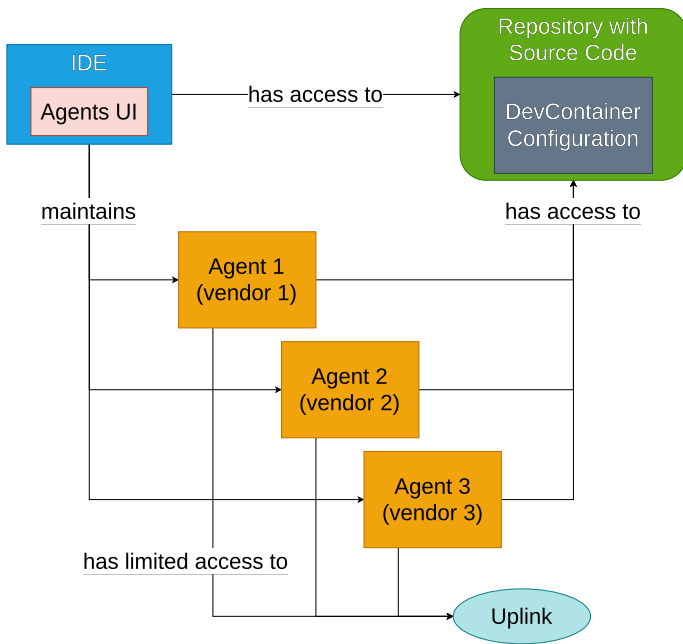 IDE
Agents UI
has access to
Repository with
Source Code
DevContainer
Configuration
maintains
has access to
Agent 1
(vendor 1)
Agent 2
(vendor 2)
Agent 3
(vendor 3)
has limited access to
Uplink